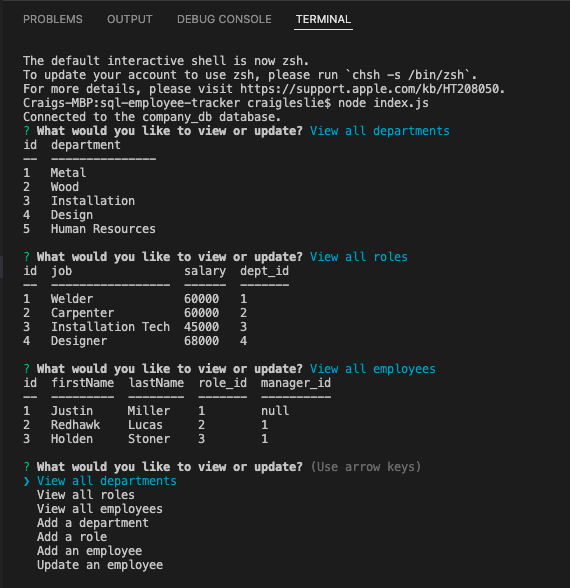 PROBLEMS OUTPUT DEBUG CONSOLE TERMINAL
The default interactive shell is now zsh.
To update your account to use zsh, please run `chsh -s /bin/zsh`.
For more details, please visit https://support.apple.com/kb/HT208050.
Craigs-MBP:sql-employee-tracker craigleslie$ node index.js
Connected to the company_db database.
? What would you like to view or update? View all departments
id  department
--  ---------------
1   Metal
2   Wood
3   Installation
4   Design
5   Human Resources
? What would you like to view or update? View all roles
id  job                salary  dept_id
--  -----------------  ------  -------
1   Welder             60000   1
2   Carpenter          60000   2
3   Installation Tech  45000   3
4   Designer           68000   4
? What would you like to view or update? View all employees
id  firstName  lastName  role_id  manager_id
--  ---------  --------  -------  ----------
1   Justin     Miller    1        null
2   Redhawk    Lucas     2        1
3   Holden     Stoner    3        1
? What would you like to view or update? (Use arrow keys)
❯ View all departments
  View all roles
  View all employees
  Add a department
  Add a role
  Add an employee
  Update an employee